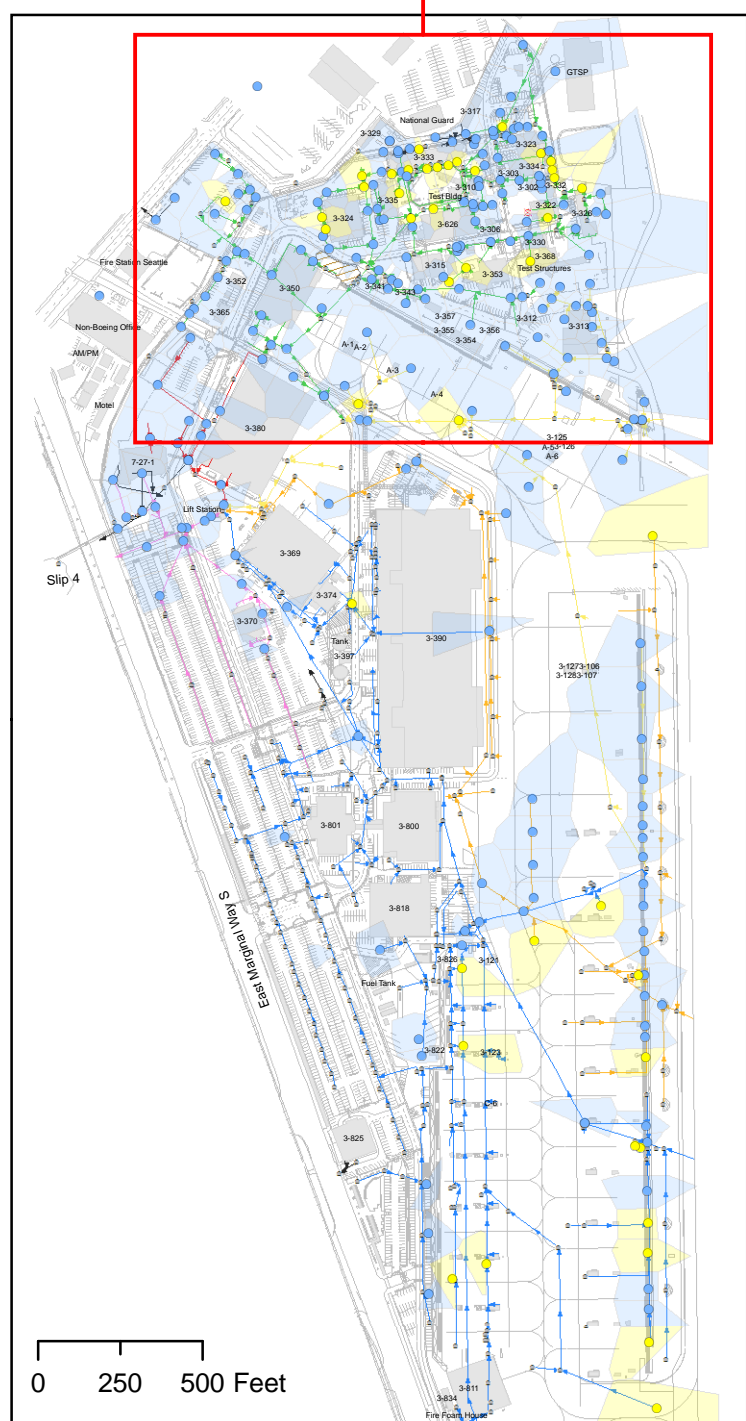 GTSP
3-317
National Guard
3-329
3-323
3-333
3-334
3-303
3-332
3-310
3-302
3-335
Test Bldg
3-322
3-324
3-626
3-326
3-306
3-330
3-368
Fire Station Seattle
3-315
Test Structures
3-353
3-352
3-350
3-341
3-343
3-365
3-357
3-312
Non-Boeing Office
3-355
3-356
3-313
3-354
A-1
A-2
AM/PM
A-3
A-4
Motel
3-380
3-125
A-5
3-126
A-6
7-27-1
Lift Station
3-369
Slip 4
3-374
3-370
3-390
Tank
3-397
3-1273-106
3-1283-107
3-801
3-800
3-818
East Marginal Way S
3-826
3-121
Fuel Tank
3-822
3-123
C-6
3-825
0 250 500 Feet
3-811
3-834
Fire Foam House